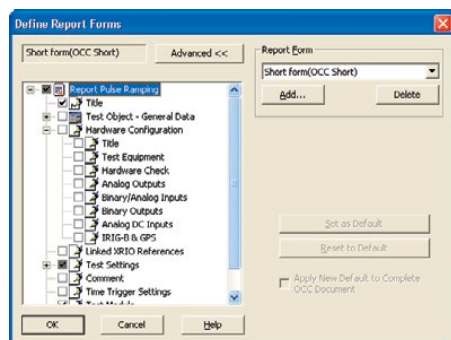 Define Report Forms
Short form(OCC Short)
Advanced <<
Report Pulse Ramping
Title
Test Object - General Data
Hardware Configuration
Title
Test Equipment
Hardware Check
Analog Outputs
Binary/Analog Inputs
Binary Outputs
Analog DC Inputs
IRIG-B & GPS
Linked XRIO References
Test Settings
Comment
Time Trigger Settings
Test Module
OK
Cancel
Help
Report Form
Short form(OCC Short)
Add...
Delete
Set as Default
Reset to Default
Apply New Default to Complete
OCC Document